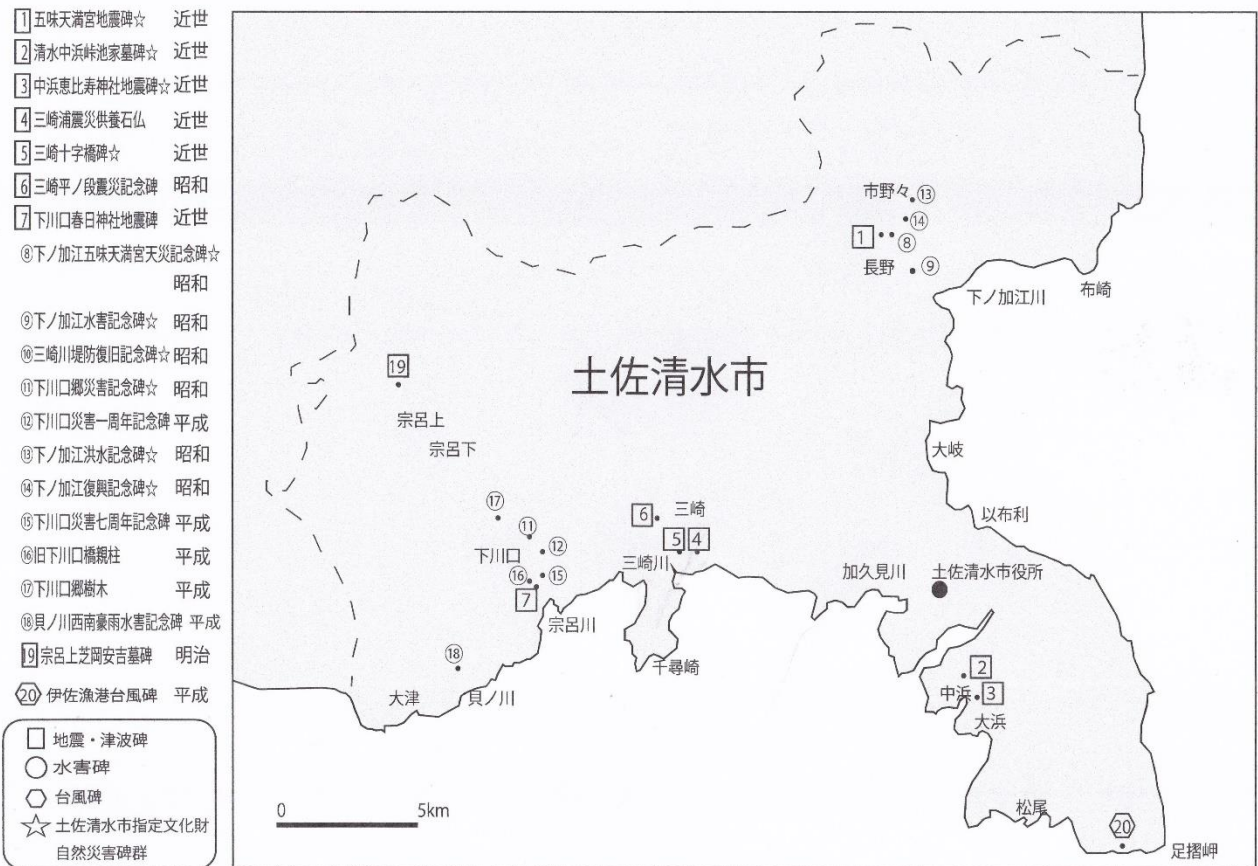 1 五味天満宮地震碑☆ 近世
2 清水中浜峠池家墓碑☆ 近世
3 中浜恵比寿神社地震碑☆ 近世
4 三崎浦震災供養石仏 近世
5 三崎十字橋碑☆ 近世
6 三崎平ノ段震災記念碑 昭和
7 下川口春日神社地震碑 近世
⑧下ノ加江五味天満宮天災記念碑☆
昭和
⑨下ノ加江水害記念碑☆ 昭和
⑩三崎川堤防復旧記念碑☆ 昭和
⑪下川口郷災害記念碑☆ 昭和
⑫下川口災害一周年記念碑 平成
⑬下ノ加江洪水記念碑☆ 昭和
⑭下ノ加江復興記念碑☆ 昭和
⑮下川口災害七周年記念碑 平成
⑯旧下川口橋親柱 平成
⑰下川口郷樹木 平成
⑱貝ノ川西南豪雨水害記念碑 平成
19 宗呂上芝岡安吉墓碑 明治
20 伊佐漁港台風碑 平成
□ 地震・津波碑
○ 水害碑
⬡ 台風碑
☆ 土佐清水市指定文化財
自然災害碑群
市野々 ⑬
⑭
1 ⑧
長野 ⑨
下ノ加江川
布崎
土佐清水市
19
宗呂上
宗呂下
大岐
以布利
⑰
⑪
下川口 ⑫
⑯ ⑮
7
宗呂川
6 三崎
5 4
三崎川
千尋崎
加久見川
土佐清水市役所
⑱
大津
貝ノ川
2
中浜 3
大浜
松尾
20
足摺岬
0 5km